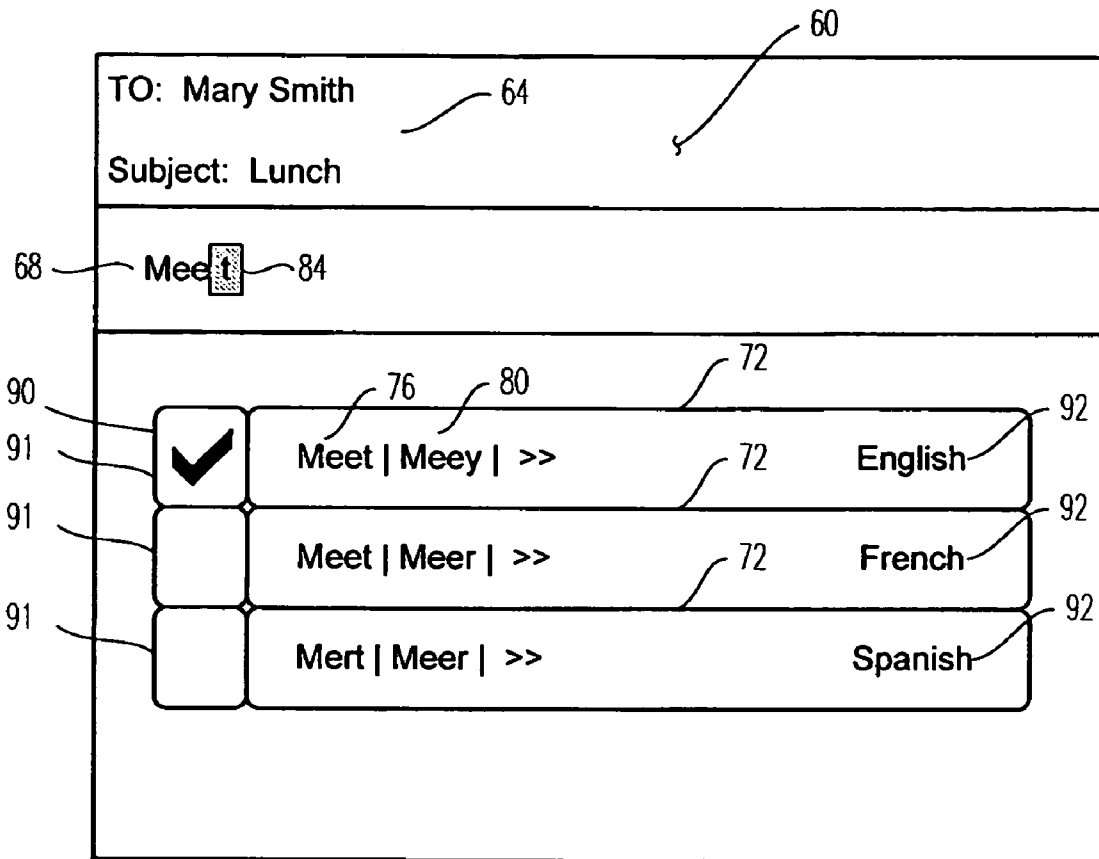 60
TO: Mary Smith
64
Subject: Lunch
68 Meet 84
72
90 76 80 92
Meet | Meey | >> English
91 72
91 92
Meet | Meer | >> French
72
91 92
Mert | Meer | >> Spanish